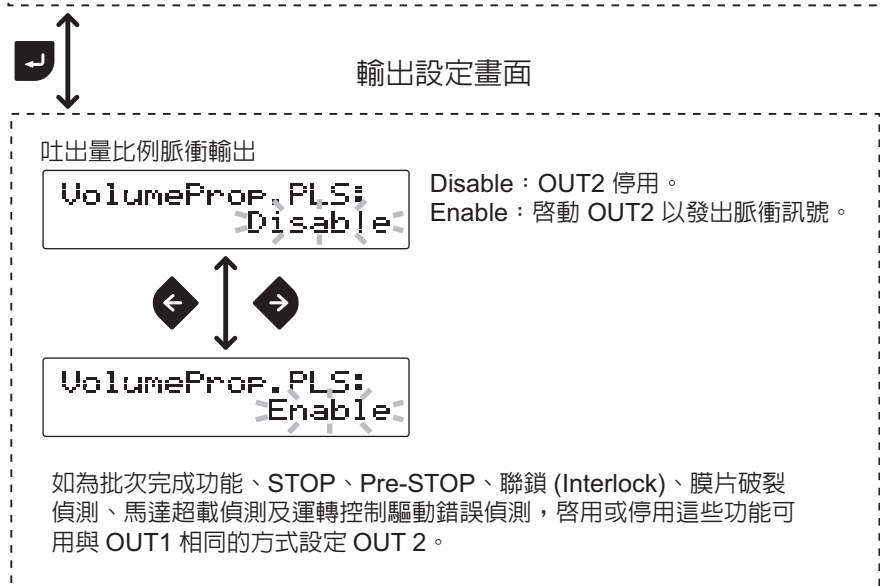 輸出設定畫面
吐出量比例脈衝輸出
VolumeProp.PLS:
Disable
Disable：OUT2 停用。
Enable：啓動 OUT2 以發出脈衝訊號。
VolumeProp.PLS:
Enable
如為批次完成功能、STOP、Pre-STOP、聯鎖 (Interlock)、膜片破裂
偵測、馬達超載偵測及運轉控制驅動錯誤偵測，啓用或停用這些功能可
用與 OUT1 相同的方式設定 OUT 2。